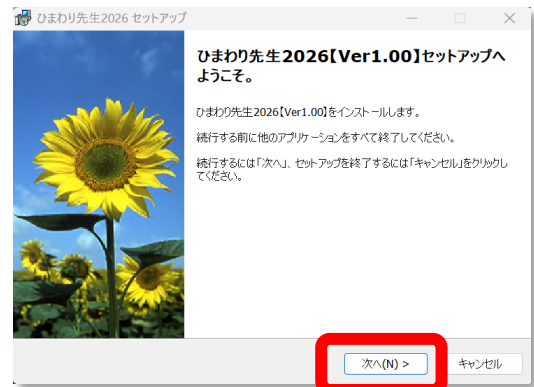 ひまわり先生2026 セットアップ
ひまわり先生2026【Ver1.00】セットアップへ
ようこそ。
ひまわり先生2026【Ver1.00】をインストールします。
続行する前に他のアプリケーションをすべて終了してください。
続行するには「次へ」、セットアップを終了するには「キャンセル」をクリックし
てください。
次へ(N) >
キャンセル